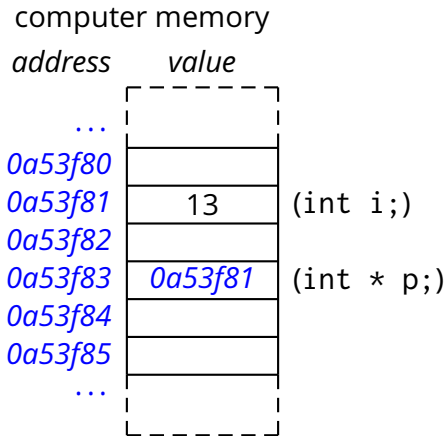 computer memory
address value
...
0a53f80
0a53f81 13 (int i;)
0a53f82
0a53f83 0a53f81 (int * p;)
0a53f84
0a53f85
...